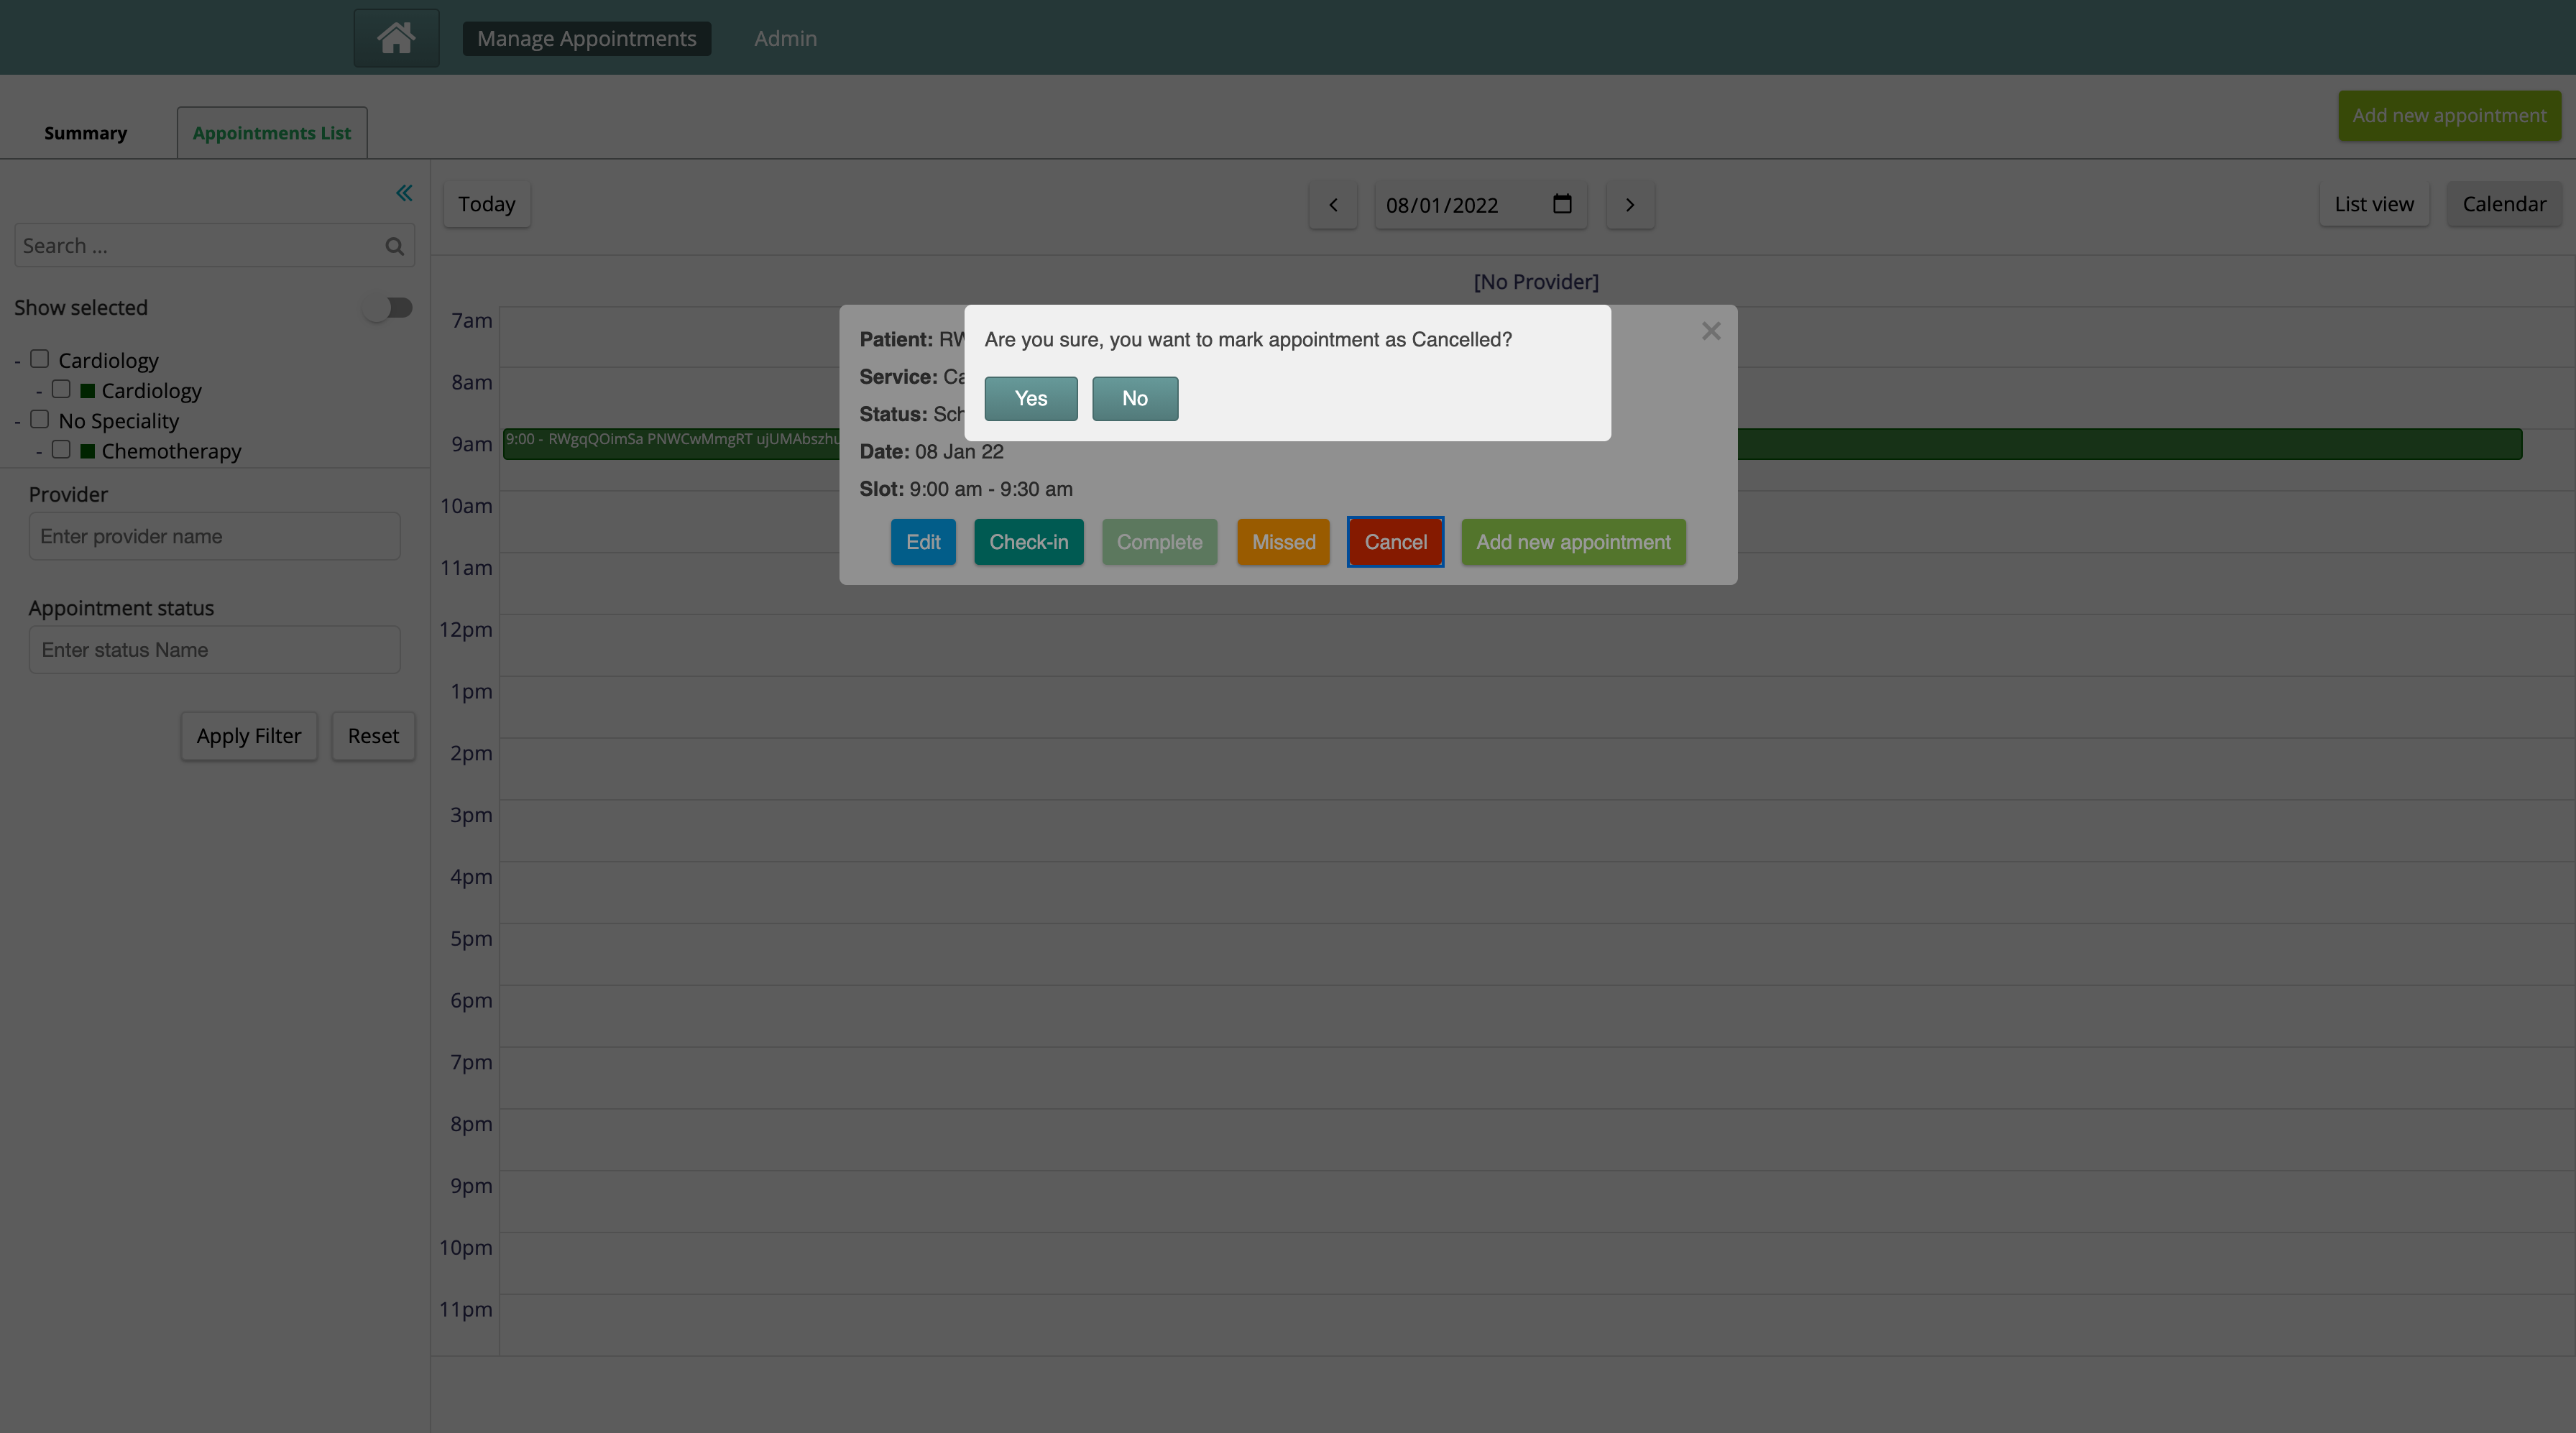 Manage Appointments Admin
Summary Appointments List Add new appointment
Today 08/01/2022 List view Calendar
Search ...
Show selected
- Cardiology
- Cardiology
- No Speciality
- Chemotherapy
Provider
Enter provider name
Appointment status
Enter status Name
Apply Filter Reset
[No Provider]
7am
8am
9am
9:00 - RWgqQOimSa PNWCwMmgRT
10am
11am
12pm
1pm
2pm
3pm
4pm
5pm
6pm
7pm
8pm
9pm
10pm
11pm
Are you sure, you want to mark appointment as Cancelled?
Yes No
Patient:
Service:
Status:
Date: 08 Jan 22
Slot: 9:00 am - 9:30 am
Edit Check-in Complete Missed Cancel Add new appointment